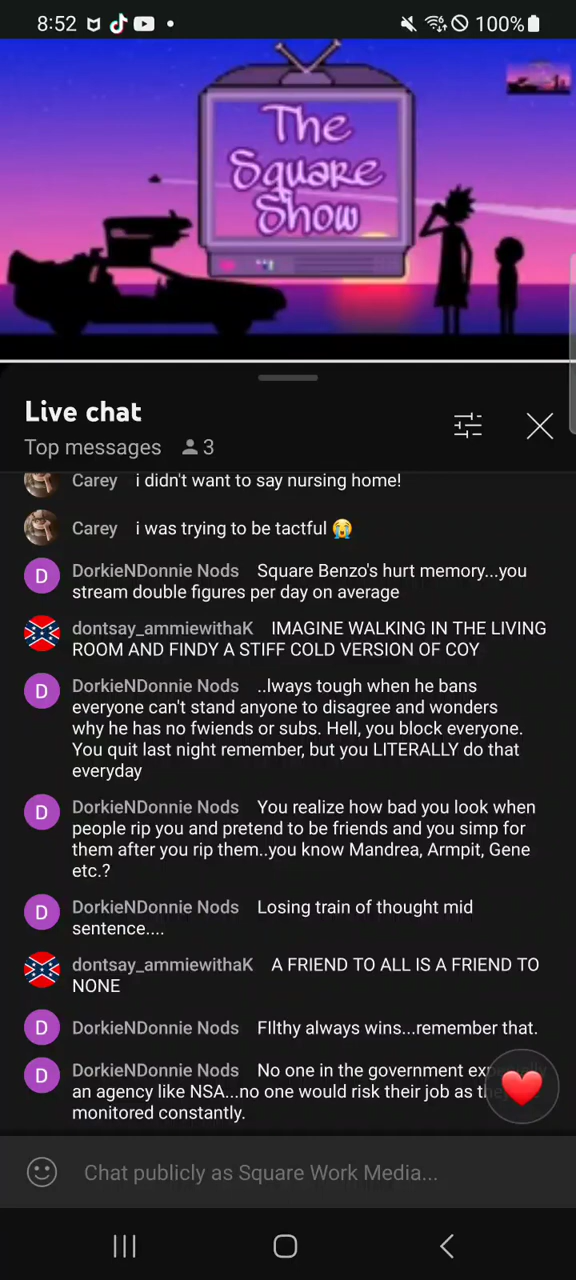 8:52
100%
The
Square
Show
Live chat
Top messages 3
Carey i didn't want to say nursing home!
Carey i was trying to be tactful 😭
D DorkieNDonnie Nods Square Benzo's hurt memory...you
stream double figures per day on average
dontsay_ammiewithaK IMAGINE WALKING IN THE LIVING
ROOM AND FINDY A STIFF COLD VERSION OF COY
D DorkieNDonnie Nods ..lways tough when he bans
everyone can't stand anyone to disagree and wonders
why he has no fwiends or subs. Hell, you block everyone.
You quit last night remember, but you LITERALLY do that
everyday
D DorkieNDonnie Nods You realize how bad you look when
people rip you and pretend to be friends and you simp for
them after you rip them..you know Mandrea, Armpit, Gene
etc.?
D DorkieNDonnie Nods Losing train of thought mid
sentence....
dontsay_ammiewithaK A FRIEND TO ALL IS A FRIEND TO
NONE
D DorkieNDonnie Nods FIlthy always wins...remember that.
D DorkieNDonnie Nods No one in the government
an agency like NSA...no one would risk their job as
monitored constantly.
Chat publicly as Square Work Media...